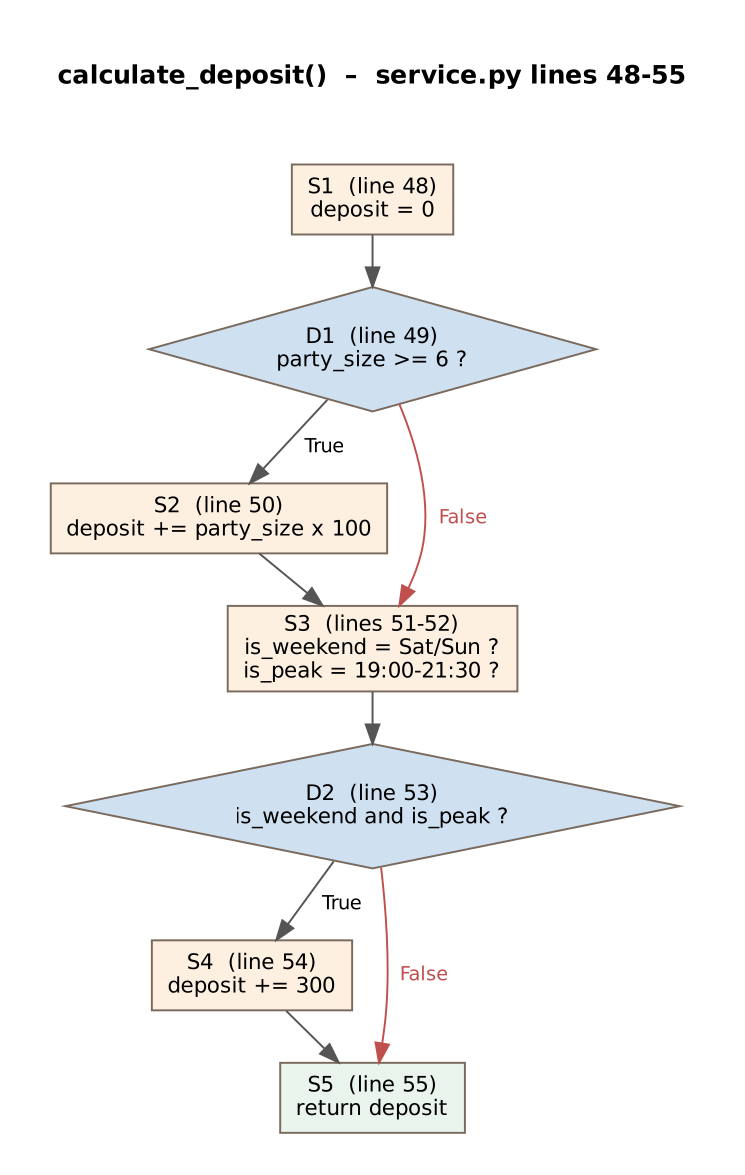 calculate_deposit()  –  service.py lines 48-55
S1  (line 48)
deposit = 0
D1  (line 49)
party_size >= 6 ?
True
False
S2  (line 50)
deposit += party_size x 100
S3  (lines 51-52)
is_weekend = Sat/Sun ?
is_peak = 19:00-21:30 ?
D2  (line 53)
is_weekend and is_peak ?
True
False
S4  (line 54)
deposit += 300
S5  (line 55)
return deposit